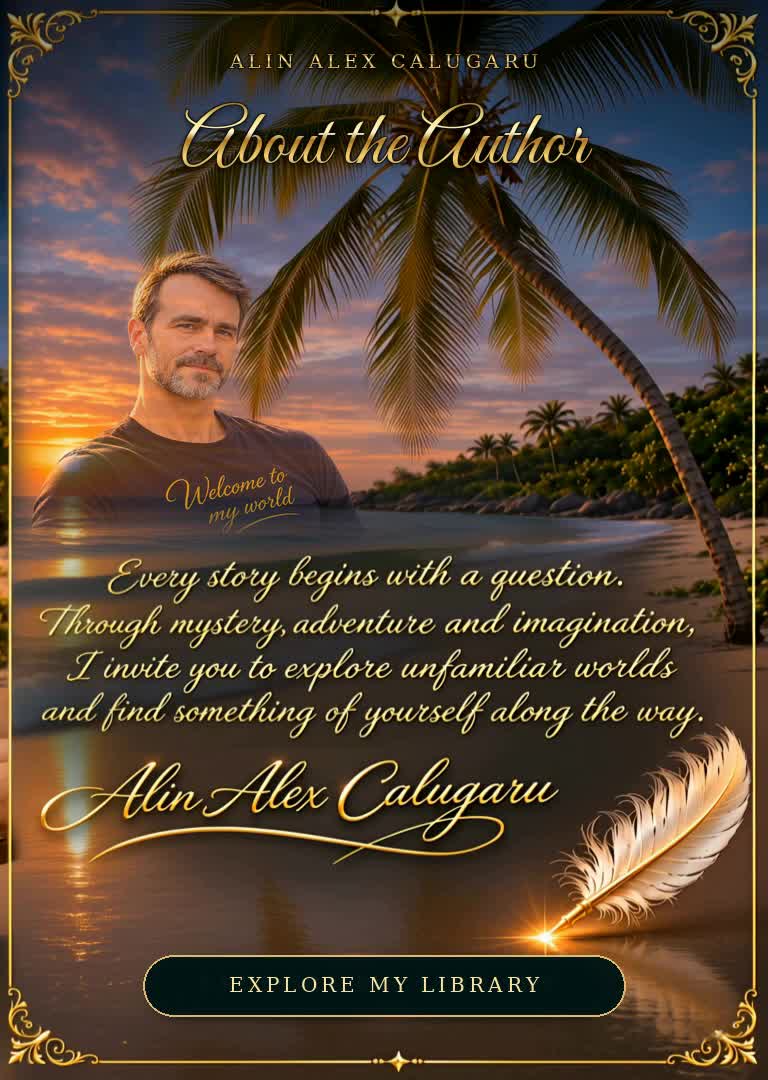 ALIN ALEX CALUGARU
About the Author
Welcome to
my world
Every story begins with a question.
Through mystery, adventure and imagination,
I invite you to explore unfamiliar worlds
and find something of yourself along the way.
Alin Alex Calugaru
EXPLORE MY LIBRARY